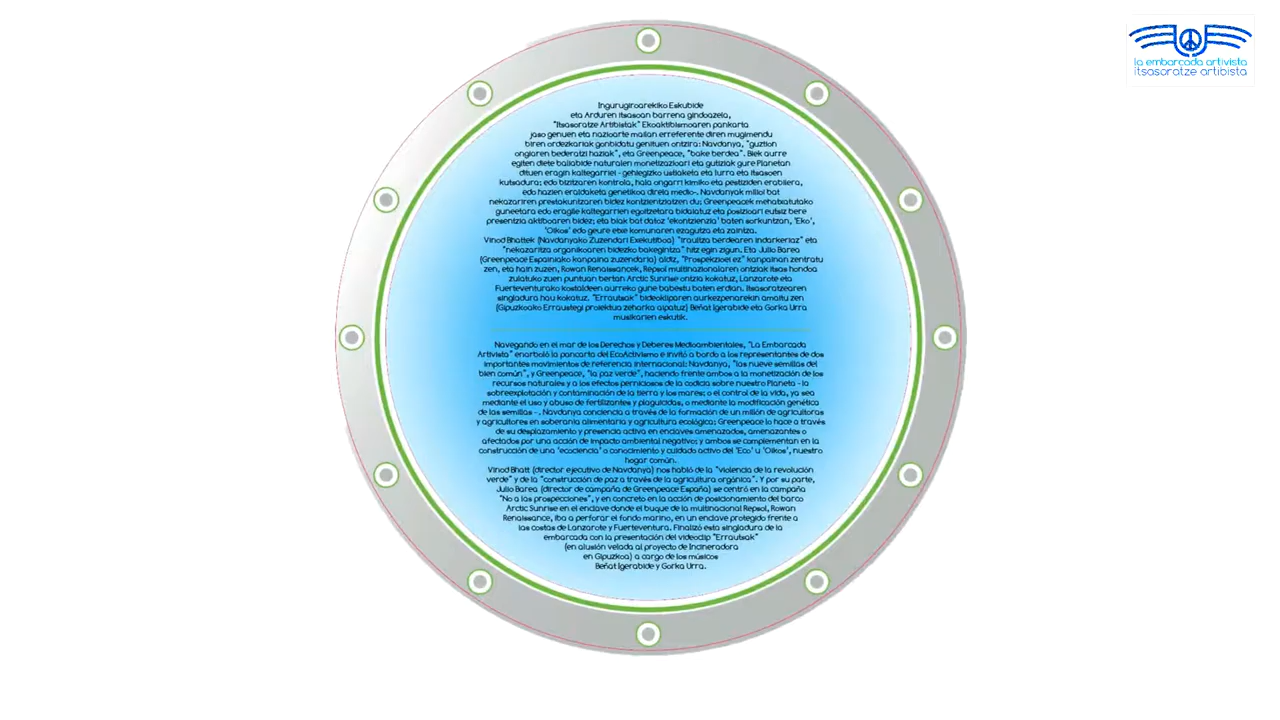 la embarcada artivista
itsasoratze artibista
Ingurugiroarekiko Eskubide
eta Arduren itsasoan barrena gindoazela,
"Itsasoratze Artibistak" Ekoaktibismoaren pankarta
jaso genuen eta nazioarte mailan erreferente diren mugimendu
biren ordezkariak gonbidatu genituen ontzira: Navdanya, "guztion
ongiaren bederatzi haziak", eta Greenpeace, "bake berdea". Biek aurre
egiten diete baliabide naturalen monetizazioari eta gutiziak gure Planetan
dituen eragin kaltegarriei - gehiegizko ustiaketa eta lurra eta itsasoen
kutsadura; edo bizitzaren kontrola, hala ongarri kimiko eta pestiziden erabilera,
edo hazien eraldaketa genetikoa direla medio-. Navdanyak milioi bat
nekazariren prestakuntzaren bidez kontzientziatzen du; Greenpeacek mehatxatutako
guneetara edo eragile kaltegarrien egoitzetara bidaiatuz eta posizioari eutsiz bere
presentzia aktiboaren bidez; eta biak bat datoz 'ekontzienzia' baten sorkuntzan, 'Eko',
'Oikos' edo geure etxe komunaren ezagutza eta zaintza.
Vinod Bhattek (Navdanyako Zuzendari Exekutiboa) "iraultza berdearen indarkeriaz" eta
"nekazaritza organikoaren bidezko bakegintza" hitz egin zigun. Eta Julio Barea
(Greenpeace Espainiako kanpaina zuzendaria) aldiz, "Prospekzioei ez" kanpainan zentratu
zen, eta hain zuzen, Rowan Renaissancek, Repsol multinazionalaren ontziak itsas hondoa
zulatuko zuen puntuan bertan Arctic Sunrise ontzia kokatuz, Lanzarote eta
Fuerteventurako kostaldeen aurreko gune babestu baten erdian. Itsasoratzearen
singladura hau kokatuz. "Errautsak" bideokliparen aurkezpenarekin amaitu zen
(Gipuzkoako Erraustegi proiektua zeharka aipatuz) Beñat Igerabide eta Gorka Urra
musikarien eskutik.
Navegando en el mar de los Derechos y Deberes Medioambientales, "La Embarcada
Artivista" enarboló la pancarta del EcoActivismo e invitó a bordo a los representantes de dos
importantes movimientos de referencia internacional: Navdanya, "las nueve semillas del
bien común", y Greenpeace, "la paz verde", haciendo frente ambos a la monetización de los
recursos naturales y a los efectos perniciosos de la codicia sobre nuestro Planeta - la
sobreexplotación y contaminación de la tierra y los mares; o el control de la vida, ya sea
mediante el uso y abuso de fertilizantes y plaguicidas, o mediante la modificación genética
de las semillas - . Navdanya conciencia a través de la formación de un millón de agricultoras
y agricultores en soberanía alimentaria y agricultura ecológica; Greenpeace lo hace a través
de su desplazamiento y presencia activa en enclaves amenazados, amenazantes o
afectados por una acción de impacto ambiental negativo; y ambos se complementan en la
construcción de una 'ecociencia' o conocimiento y cuidado activo del 'Eco' u 'Oikos', nuestro
hogar común.
Vinod Bhatt (director ejecutivo de Navdanya) nos habló de la "violencia de la revolución
verde" y de la "construcción de paz a través de la agricultura orgánica". Y por su parte,
Julio Barea (director de campaña de Greenpeace España) se centró en la campaña
"No a las prospecciones", y en concreto en la acción de posicionamiento del barco
Arctic Sunrise en el enclave donde el buque de la multinacional Repsol, Rowan
Renaissance, iba a perforar el fondo marino, en un enclave protegido frente a
las costas de Lanzarote y Fuerteventura. Finalizó esta singladura de la
embarcada con la presentación del videoclip "Errautsak"
(en alusión velada al proyecto de Incineradora
en Gipuzkoa) a cargo de los músicos
Beñat Igerabide y Gorka Urra.